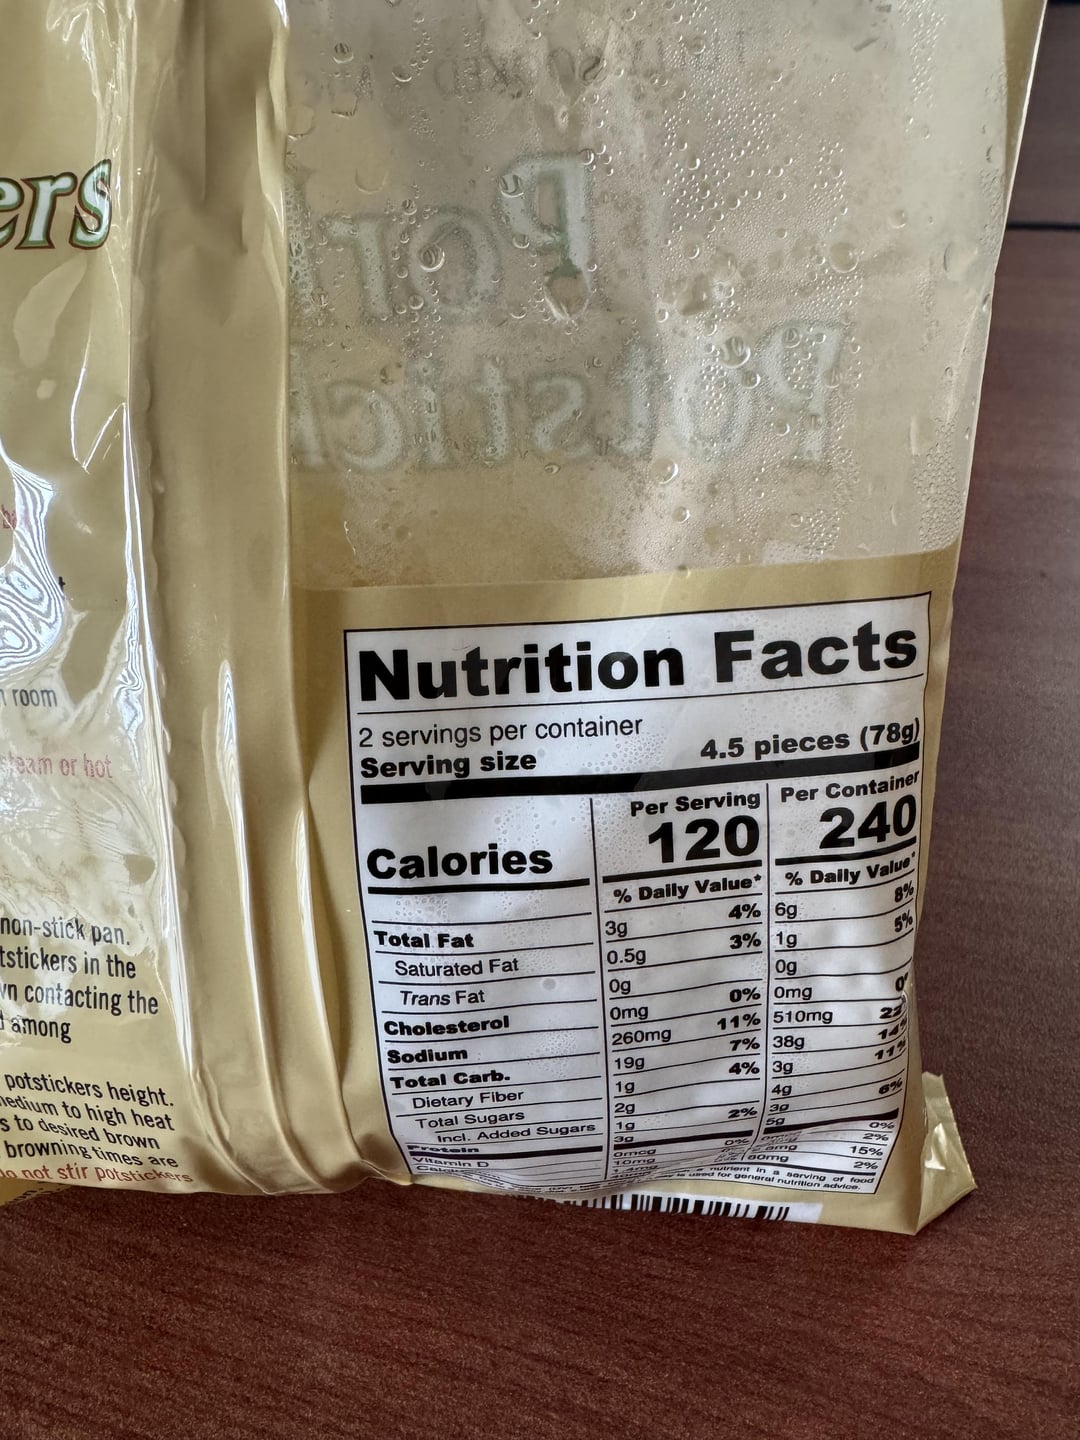 ers
Pork
Potstick
room
steam or hot
non-stick pan.
tstickers in the
wn contacting the
among
potstickers height.
medium to high heat
s to desired brown
browning times are
do not stir potstickers
Nutrition Facts
2 servings per container
Serving size 4.5 pieces (78g)
Per Serving Per Container
Calories 120 240
% Daily Value* % Daily Value*
Total Fat 3g 4% 6g 8%
Saturated Fat 0.5g 3% 1g 5%
Trans Fat 0g 0g
Cholesterol 0mg 0% 0mg 0
Sodium 260mg 11% 510mg 22
Total Carb. 19g 7% 38g 14%
Dietary Fiber 1g 4% 3g 11%
Total Sugars 2g 4g
Incl. Added Sugars 1g 2% 3g 6%
Protein 3g 5g
Vitamin D 0mcg 0% 0%
10mg 2%
15%
80mg 2%
nutrient in a serving of food
is used for general nutrition advice.